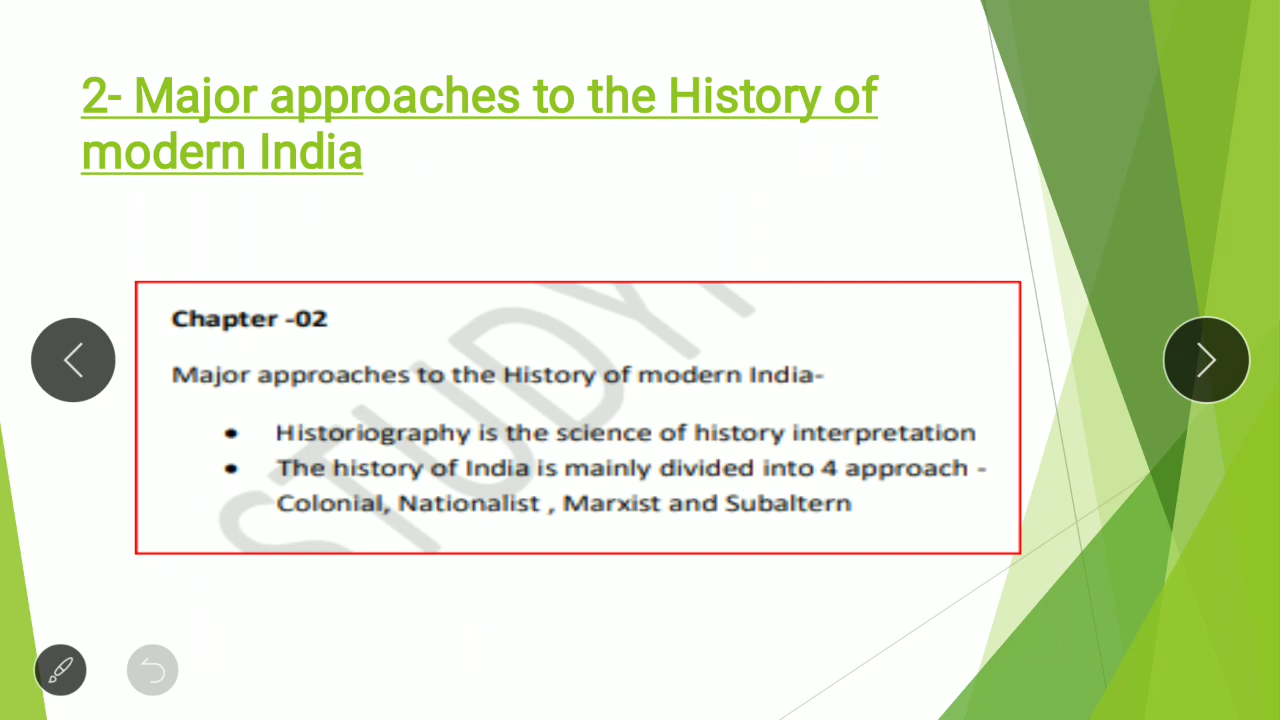 2- Major approaches to the History of
modern India
Chapter -02
Major approaches to the History of modern India-
• Historiography is the science of history interpretation
• The history of India is mainly divided into 4 approach -
Colonial, Nationalist , Marxist and Subaltern
STUDY